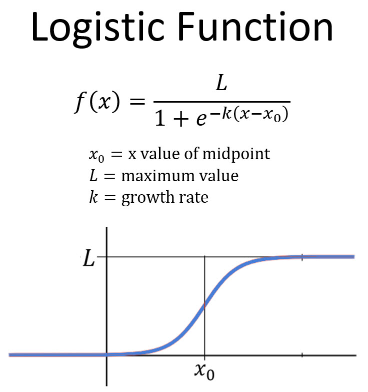 Logistic Function
f(x) = L / (1 + e^{-k(x-x₀)})
x₀ = x value of midpoint
L = maximum value
k = growth rate
L
x₀